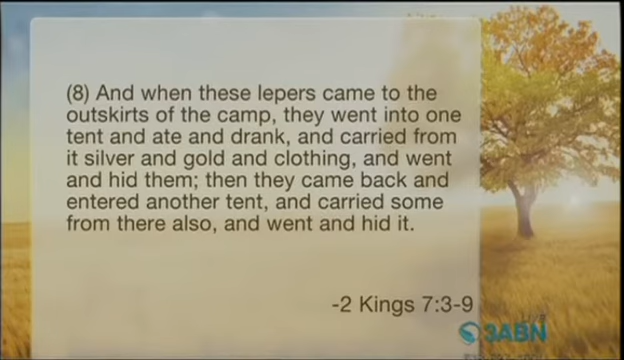 (8) And when these lepers came to the
outskirts of the camp, they went into one
tent and ate and drank, and carried from
it silver and gold and clothing, and went
and hid them; then they came back and
entered another tent, and carried some
from there also, and went and hid it.
-2 Kings 7:3-9
3ABN